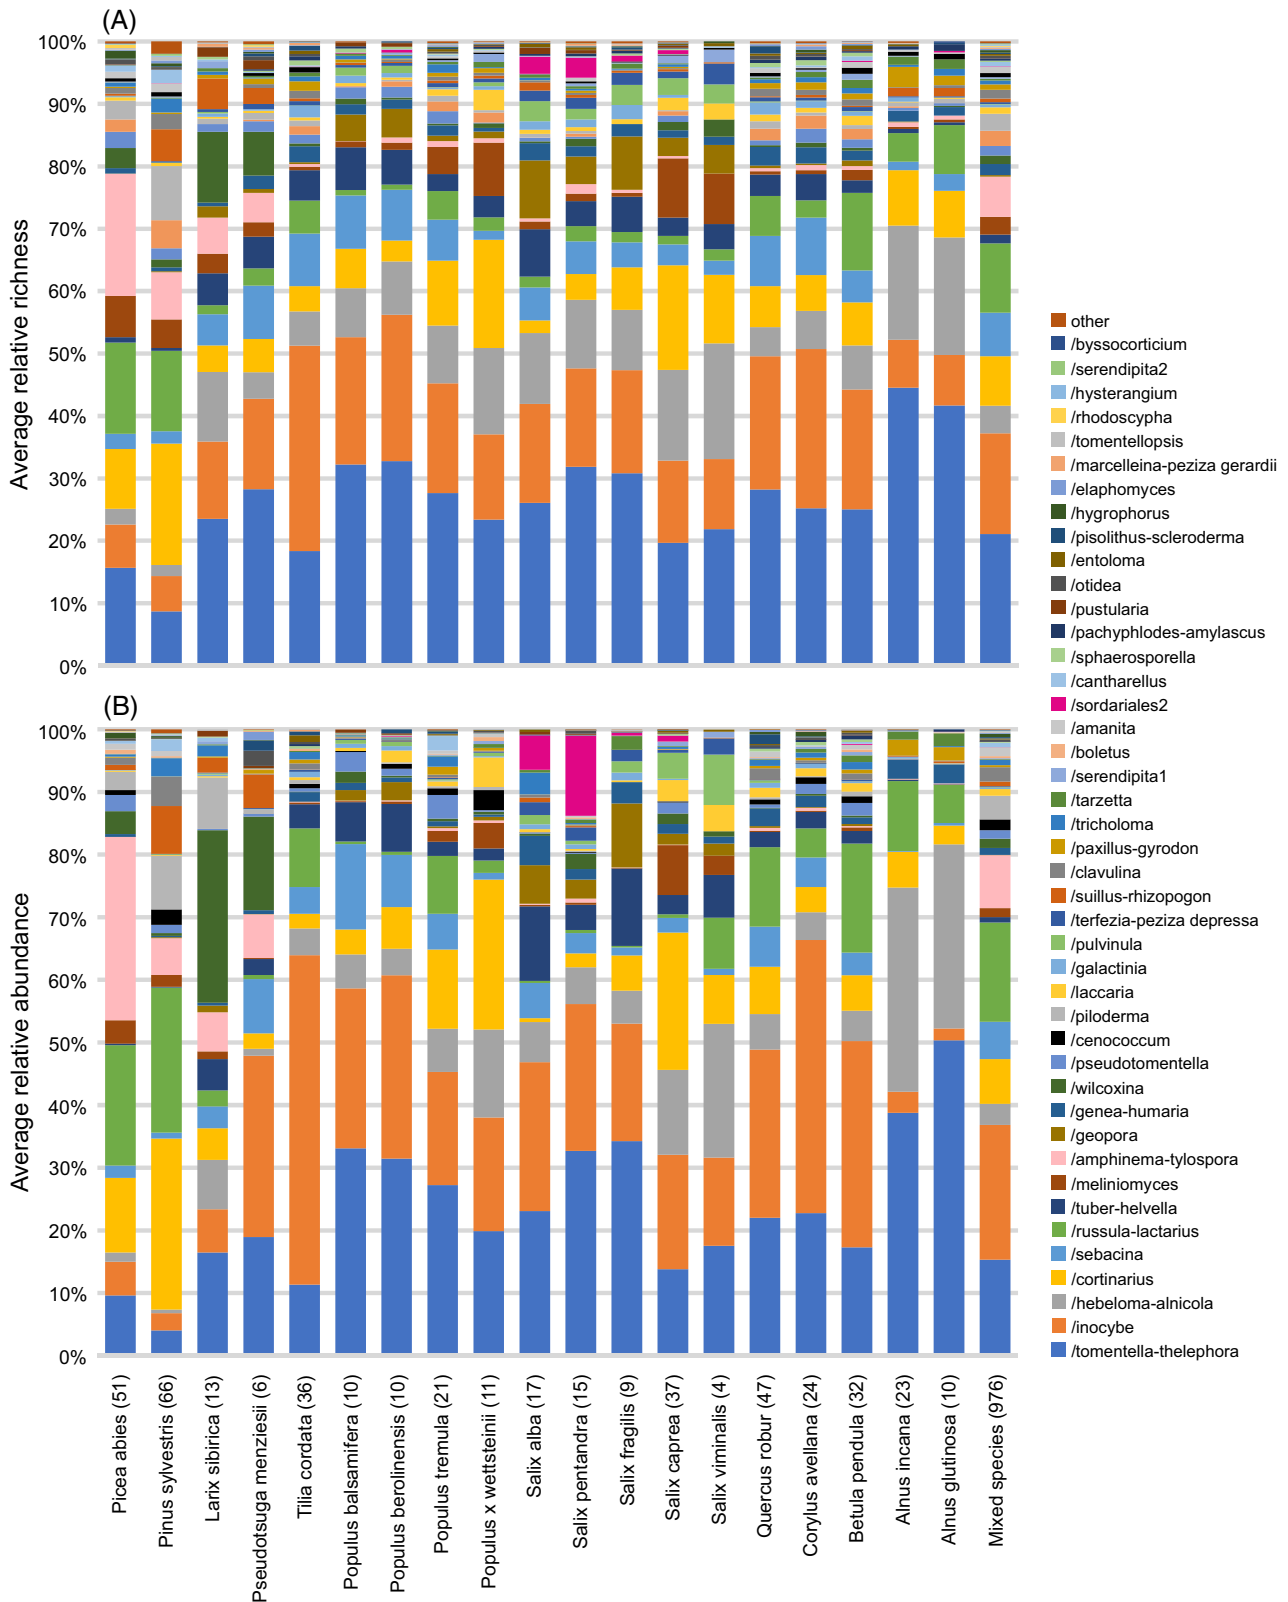 (A)
100%
90%
80%
70%
60%
50%
40%
30%
20%
10%
0%
Average relative richness
(B)
100%
90%
80%
70%
60%
50%
40%
30%
20%
10%
0%
Average relative abundance
Picea abies (51)
Pinus sylvestris (66)
Larix sibirica (13)
Pseudotsuga menziesii (6)
Tilia cordata (36)
Populus balsamifera (10)
Populus berolinensis (10)
Populus tremula (21)
Populus x wettsteinii (11)
Salix alba (17)
Salix pentandra (15)
Salix fragilis (9)
Salix caprea (37)
Salix viminalis (4)
Quercus robur (47)
Corylus avellana (24)
Betula pendula (32)
Alnus incana (23)
Alnus glutinosa (10)
Mixed species (976)
other
/byssocorticium
/serendipita2
/hysterangium
/rhodoscypha
/tomentellopsis
/marcelleina-peziza gerardii
/elaphomyces
/hygrophorus
/pisolithus-scleroderma
/entoloma
/otidea
/pustularia
/pachyphlodes-amylascus
/sphaerosporella
/cantharellus
/sordariales2
/amanita
/boletus
/serendipita1
/tarzetta
/tricholoma
/paxillus-gyrodon
/clavulina
/suillus-rhizopogon
/terfezia-peziza depressa
/pulvinula
/galactinia
/laccaria
/piloderma
/cenococcum
/pseudotomentella
/wilcoxina
/genea-humaria
/geopora
/amphinema-tylospora
/meliniomyces
/tuber-helvella
/russula-lactarius
/sebacina
/cortinarius
/hebeloma-alnicola
/inocybe
/tomentella-thelephora